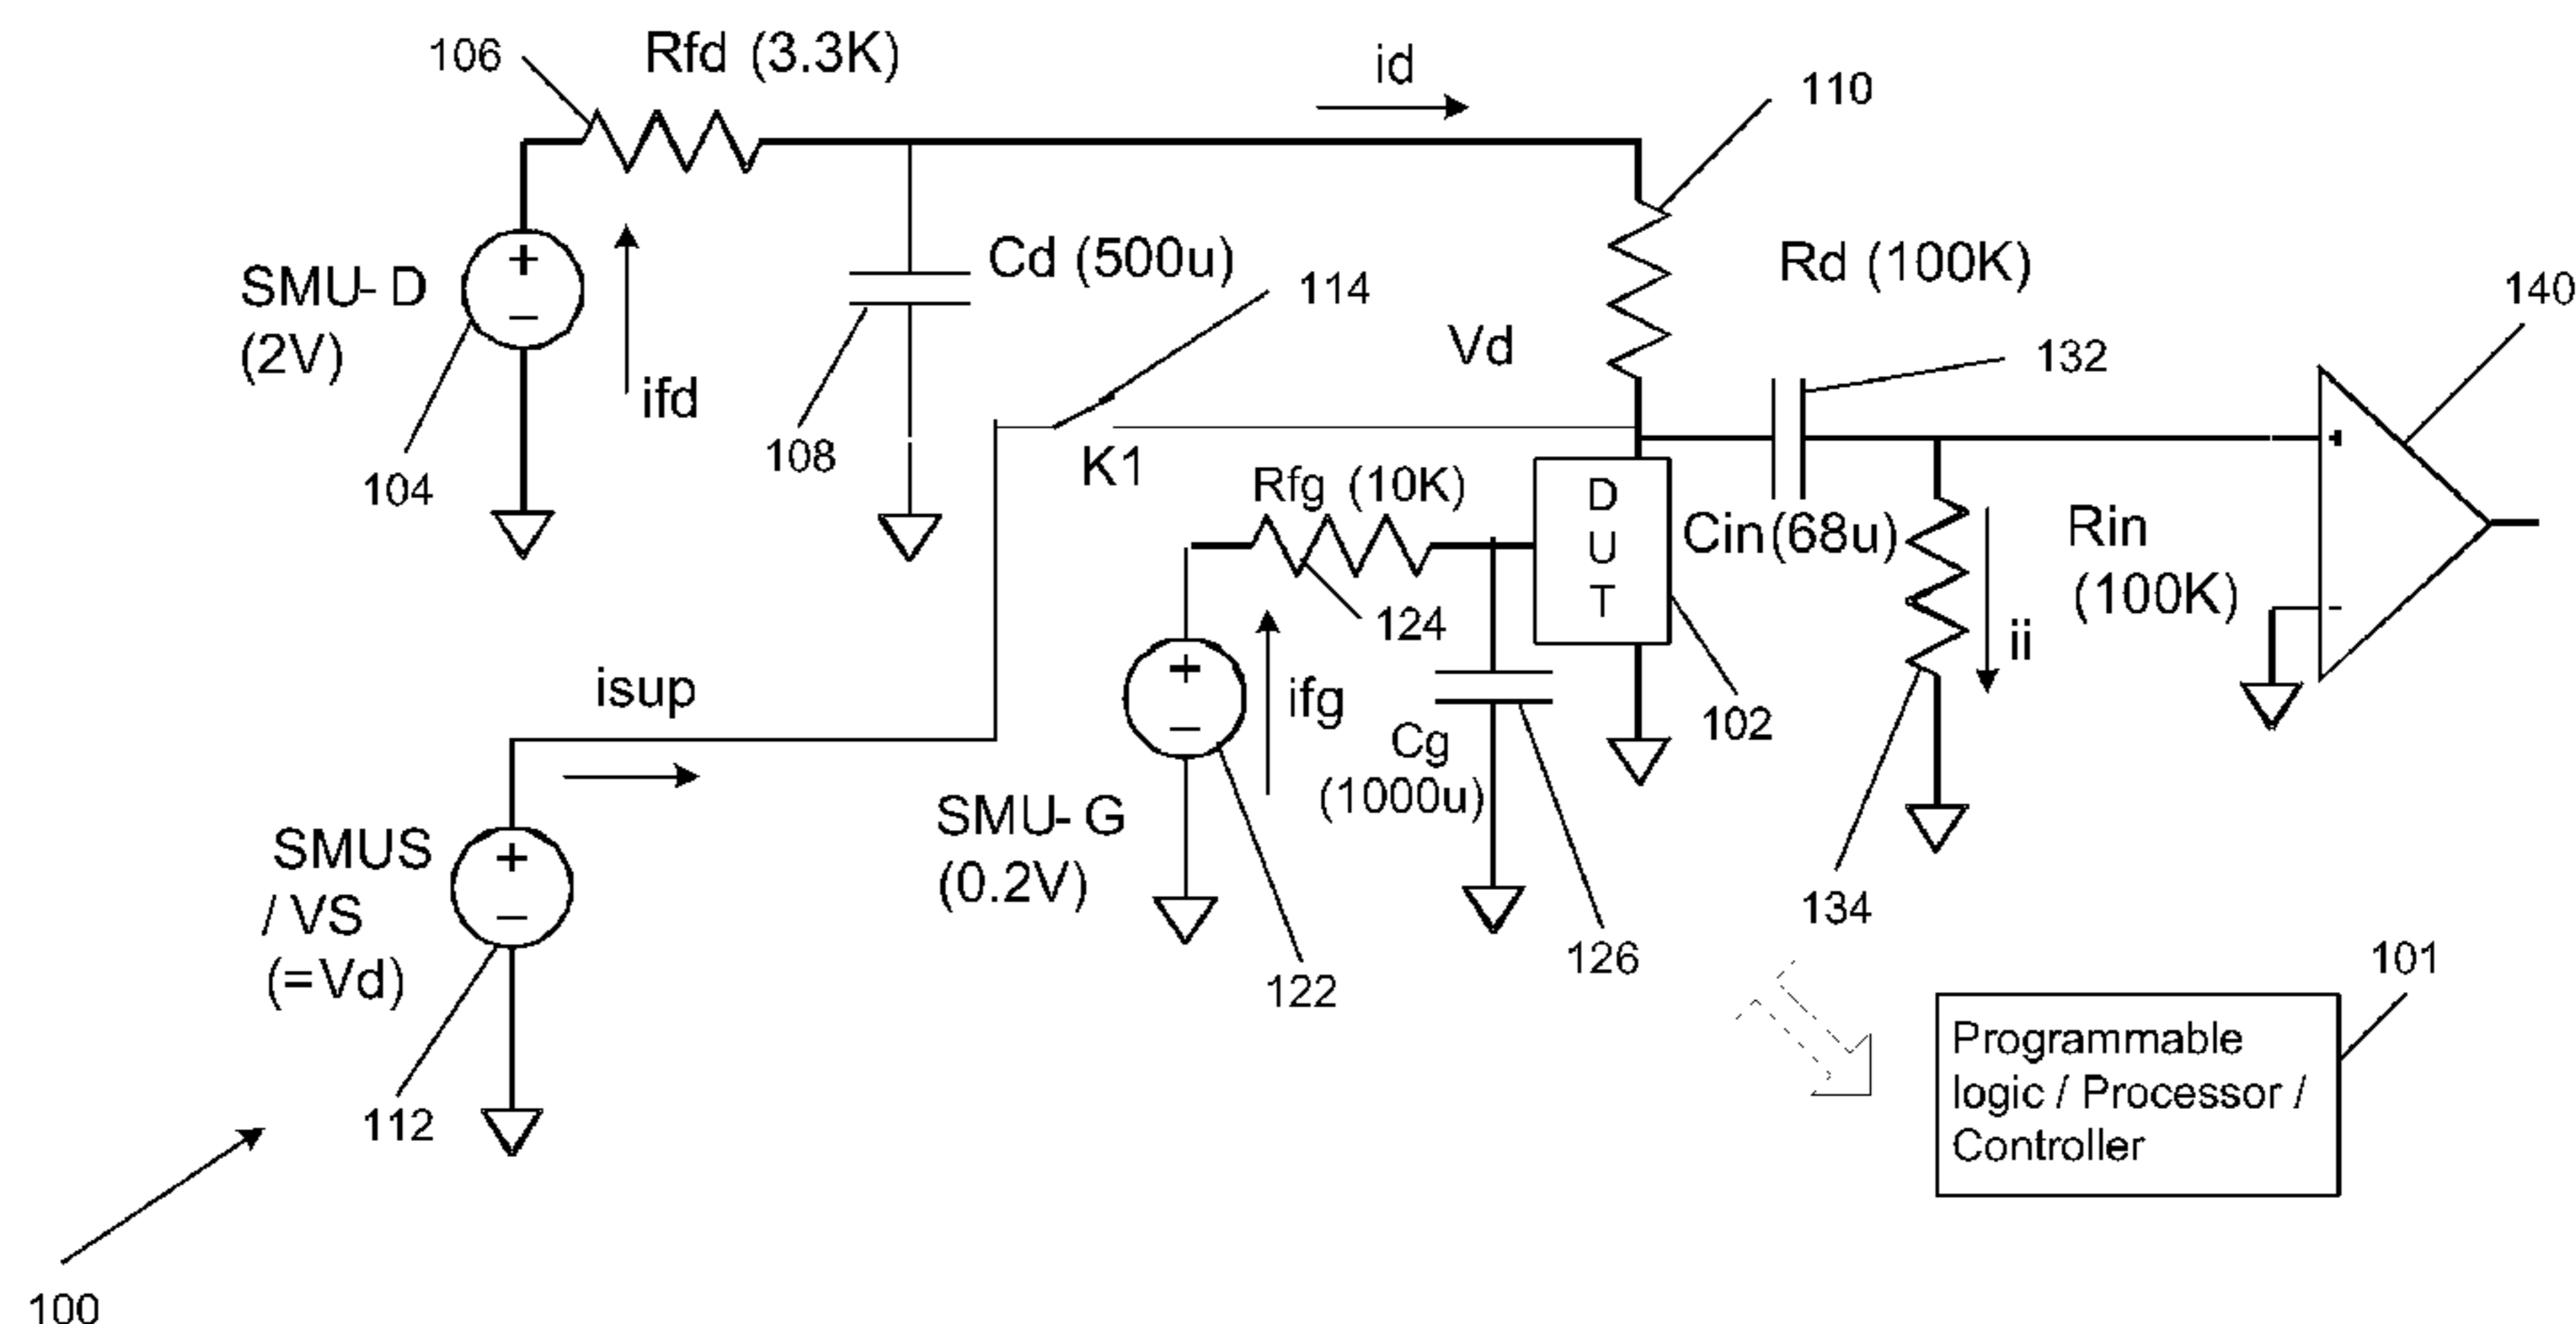 106
Rfd (3.3K)
id
110
SMU- D
(2V)
ifd
Cd (500u)
114
Rd (100K)
140
104
108
Vd
132
K1
Rfg (10K)
D
U
T
Cin(68u)
Rin
(100K)
+
-
124
ii
isup
ifg
102
Cg
(1000u)
SMU- G
(0.2V)
SMUS
/ VS
(=Vd)
134
122
126
101
Programmable
logic / Processor /
Controller
112
100